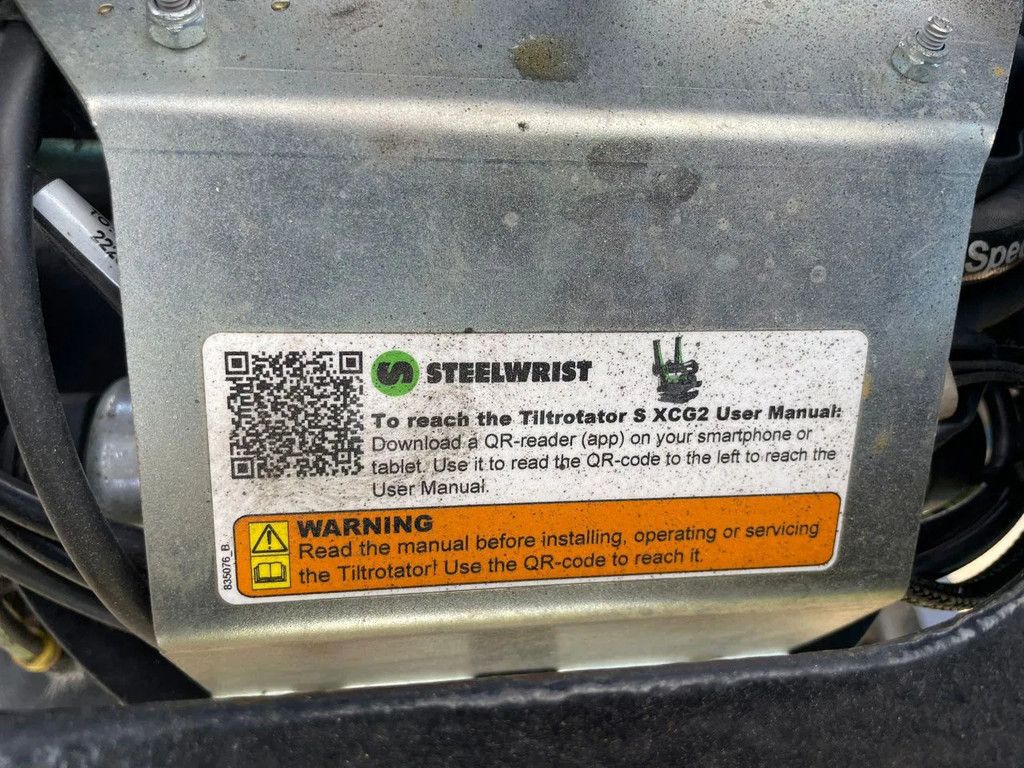 STEELWRIST
To reach the Tiltrotator S XCG2 User Manual:
Download a QR-reader (app) on your smartphone or
tablet. Use it to read the QR-code to the left to reach the
User Manual.
WARNING
Read the manual before installing, operating or servicing
the Tiltrotator! Use the QR-code to reach it.
835076_B
Spec